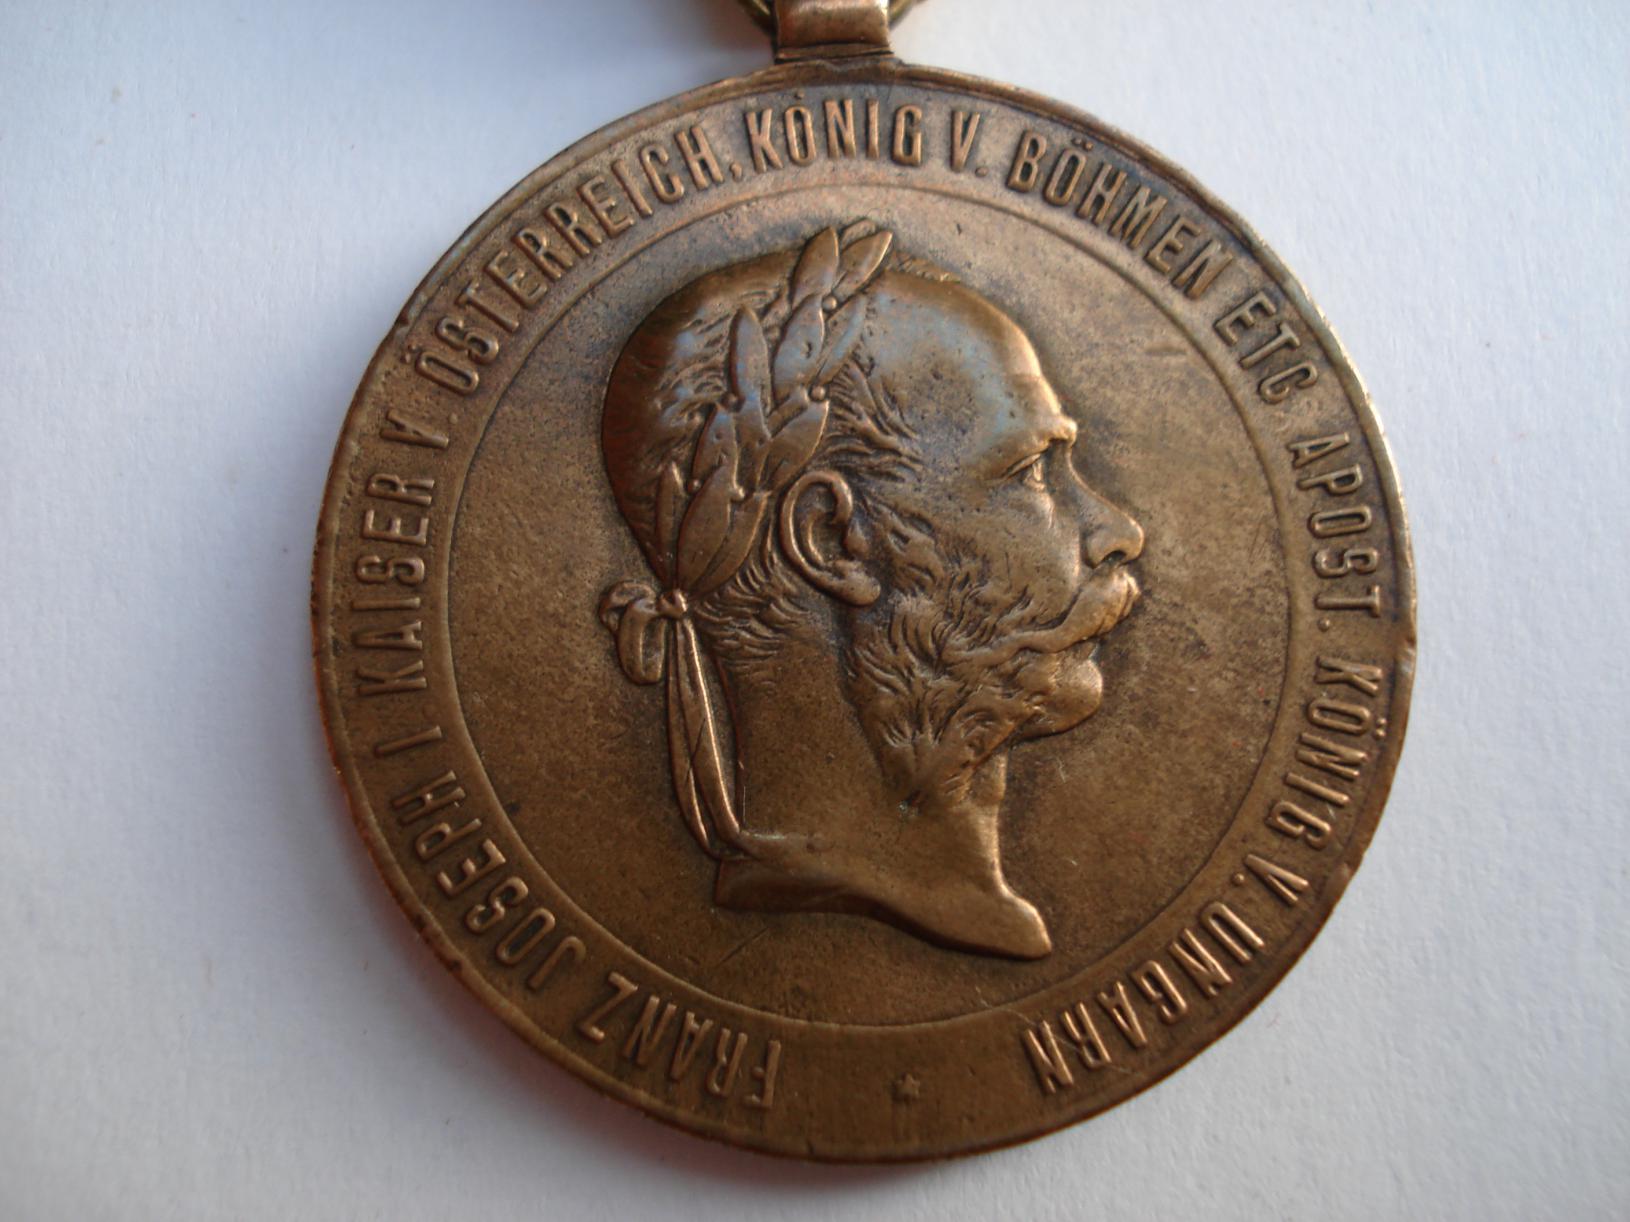 FRANZ JOSEPH I KAISER V. ÖSTERREICH, KÖNIG V. BÖHMEN ETC. APOST. KÖNIG V. UNGARN